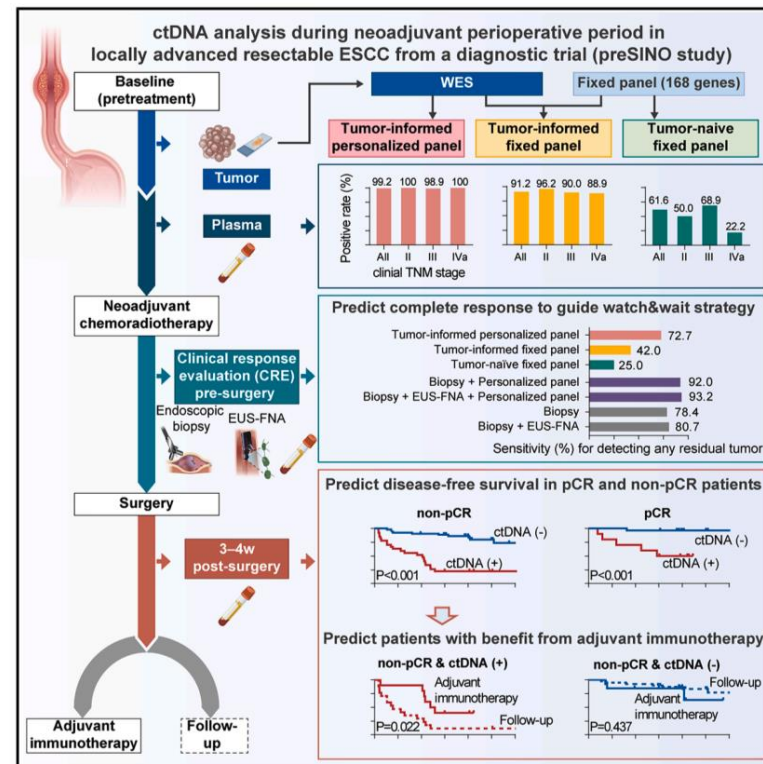 ctDNA analysis during neoadjuvant perioperative period in
locally advanced resectable ESCC from a diagnostic trial (preSINO study)
Baseline
(pretreatment)
WES
Fixed panel (168 genes)
Tumor-informed
personalized panel
Tumor-informed
fixed panel
Tumor-naive
fixed panel
Tumor
Plasma
Positive rate (%)
99.2 100 98.9 100
All II III IVa
clinial TNM stage
91.2 96.2 90.0 88.9
All II III IVa
61.6 50.0 68.9 22.2
All II III IVa
Neoadjuvant
chemoradiotherapy
Clinical response
evaluation (CRE)
pre-surgery
Endoscopic
biopsy
EUS-FNA
Predict complete response to guide watch&wait strategy
Tumor-informed personalized panel 72.7
Tumor-informed fixed panel 42.0
Tumor-naïve fixed panel 25.0
Biopsy + Personalized panel 92.0
Biopsy + EUS-FNA + Personalized panel 93.2
Biopsy 78.4
Biopsy + EUS-FNA 80.7
Sensitivity (%) for detecting any residual tumor
Surgery
3–4w
post-surgery
Predict disease-free survival in pCR and non-pCR patients
non-pCR
ctDNA (-)
ctDNA (+)
P<0.001
pCR
ctDNA (-)
ctDNA (+)
P<0.001
Predict patients with benefit from adjuvant immunotherapy
non-pCR & ctDNA (+)
Adjuvant
immunotherapy
Follow-up
P=0.022
non-pCR & ctDNA (-)
Follow-up
Adjuvant
immunotherapy
P=0.437
Adjuvant
immunotherapy
Follow-
up